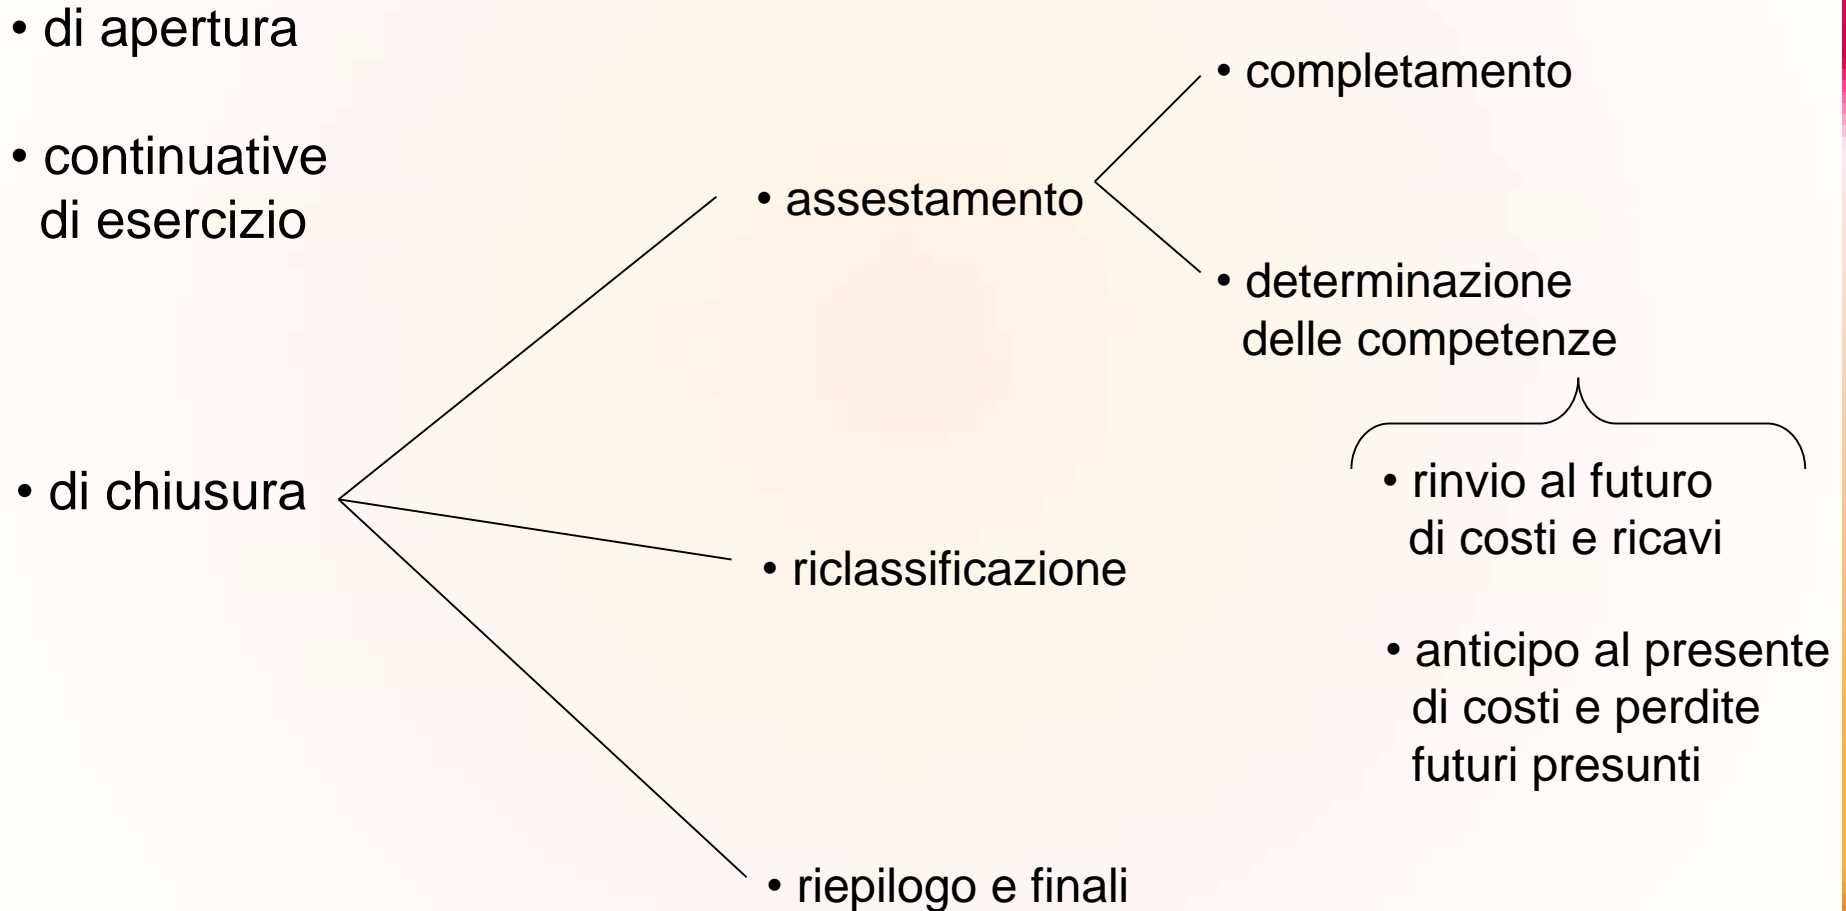 • di apertura
• continuative
di esercizio
• di chiusura
• assestamento
• riclassificazione
• riepilogo e finali
• completamento
• determinazione
delle competenze
• rinvio al futuro
di costi e ricavi
• anticipo al presente
di costi e perdite
futuri presunti